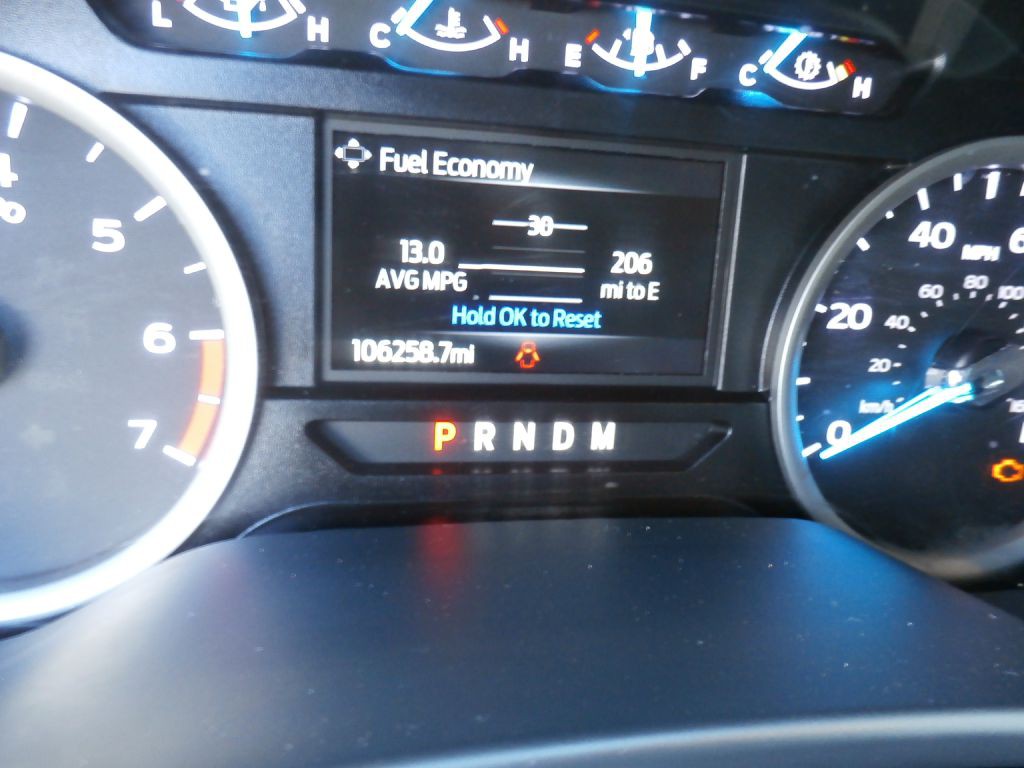 L H
C H
E F
C H
Fuel Economy
30
13.0
AVG MPG
206
mi to E
Hold OK to Reset
106258.7mi
P R N D M
5
6
7
0
20
40
MPH
20
40
60
80
100
km/h